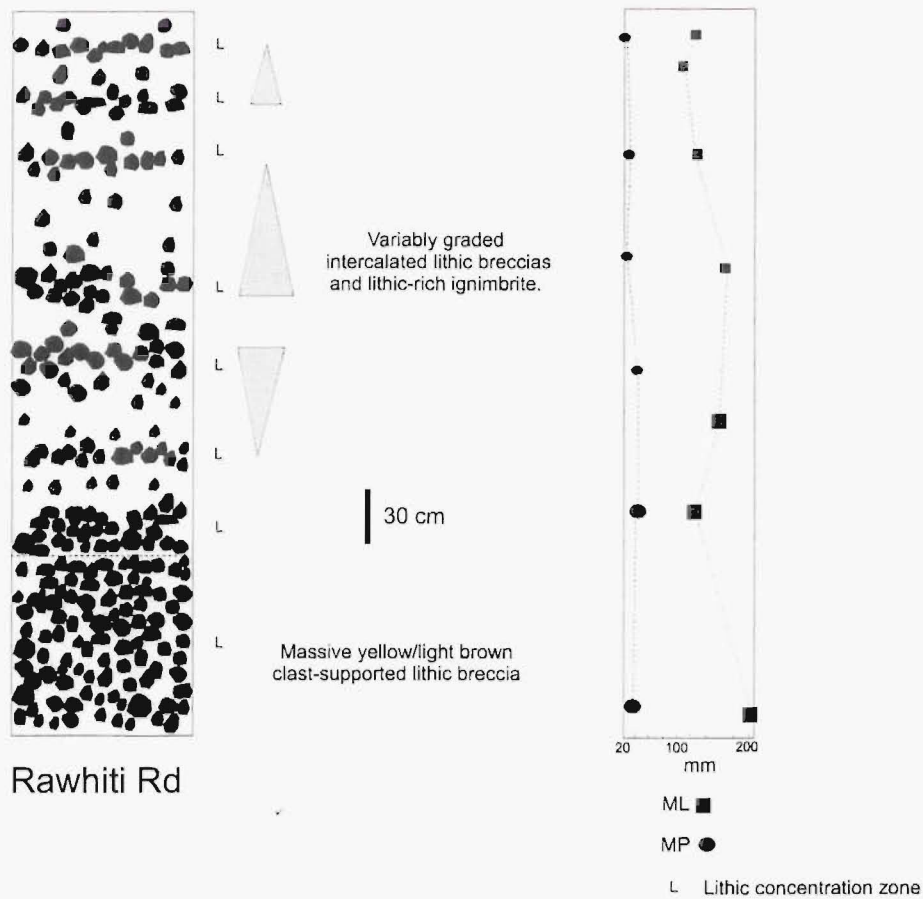 L
L
L
L
L
L
L
L
Variably graded
intercalated lithic breccias
and lithic-rich ignimbrite.
30 cm
Massive yellow/light brown
clast-supported lithic breccia
Rawhiti Rd
20 100 200
mm
ML
MP
L Lithic concentration zone